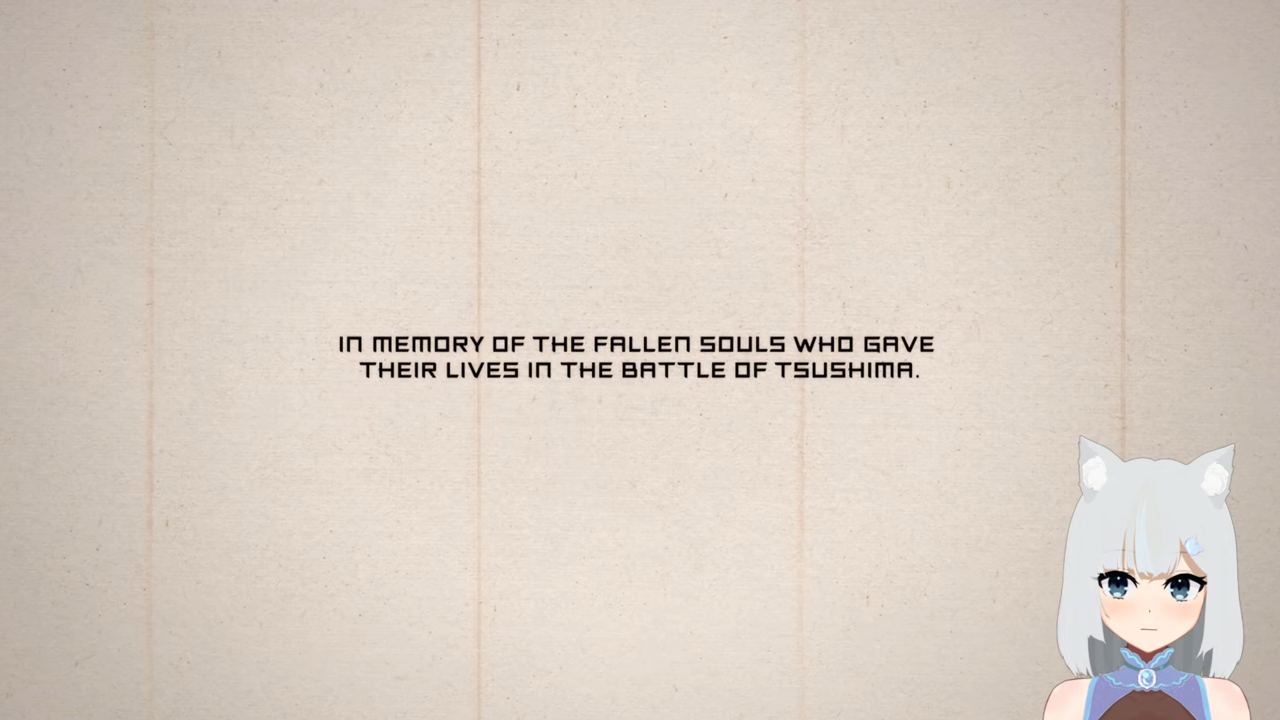 IN MEMORY OF THE FALLEN SOULS WHO GAVE
THEIR LIVES IN THE BATTLE OF TSUSHIMA.